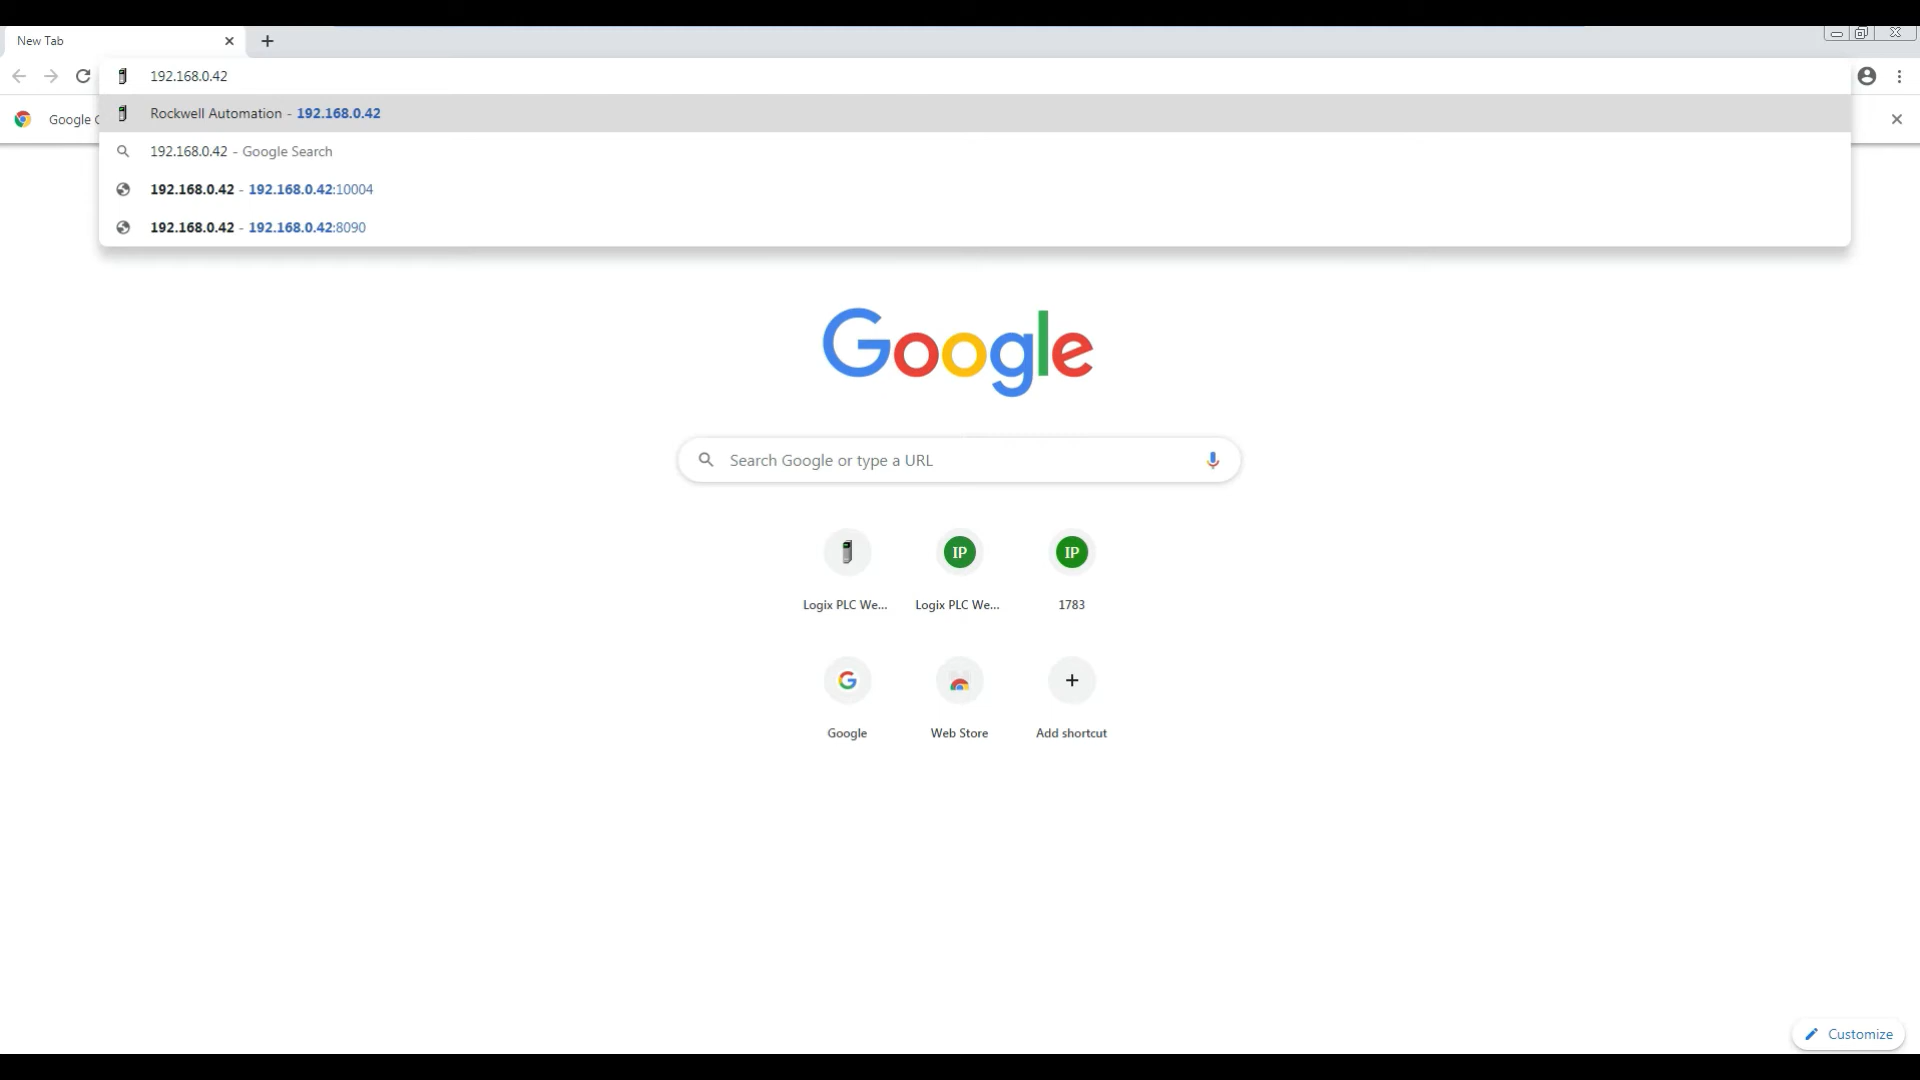 New Tab
192.168.0.42
Google C
Rockwell Automation - 192.168.0.42
192.168.0.42 - Google Search
192.168.0.42 - 192.168.0.42:10004
192.168.0.42 - 192.168.0.42:8090
Google
Search Google or type a URL
IP
IP
Logix PLC We...
Logix PLC We...
1783
G
Google
Web Store
Add shortcut
Customize